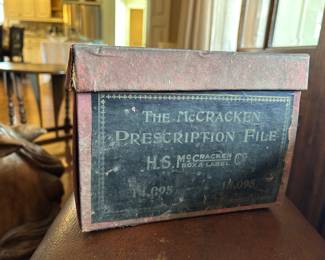 THE MCCRACKEN
PRESCRIPTION FILE
H.S. MCCRACKEN
BOX & LABEL CO
14,095